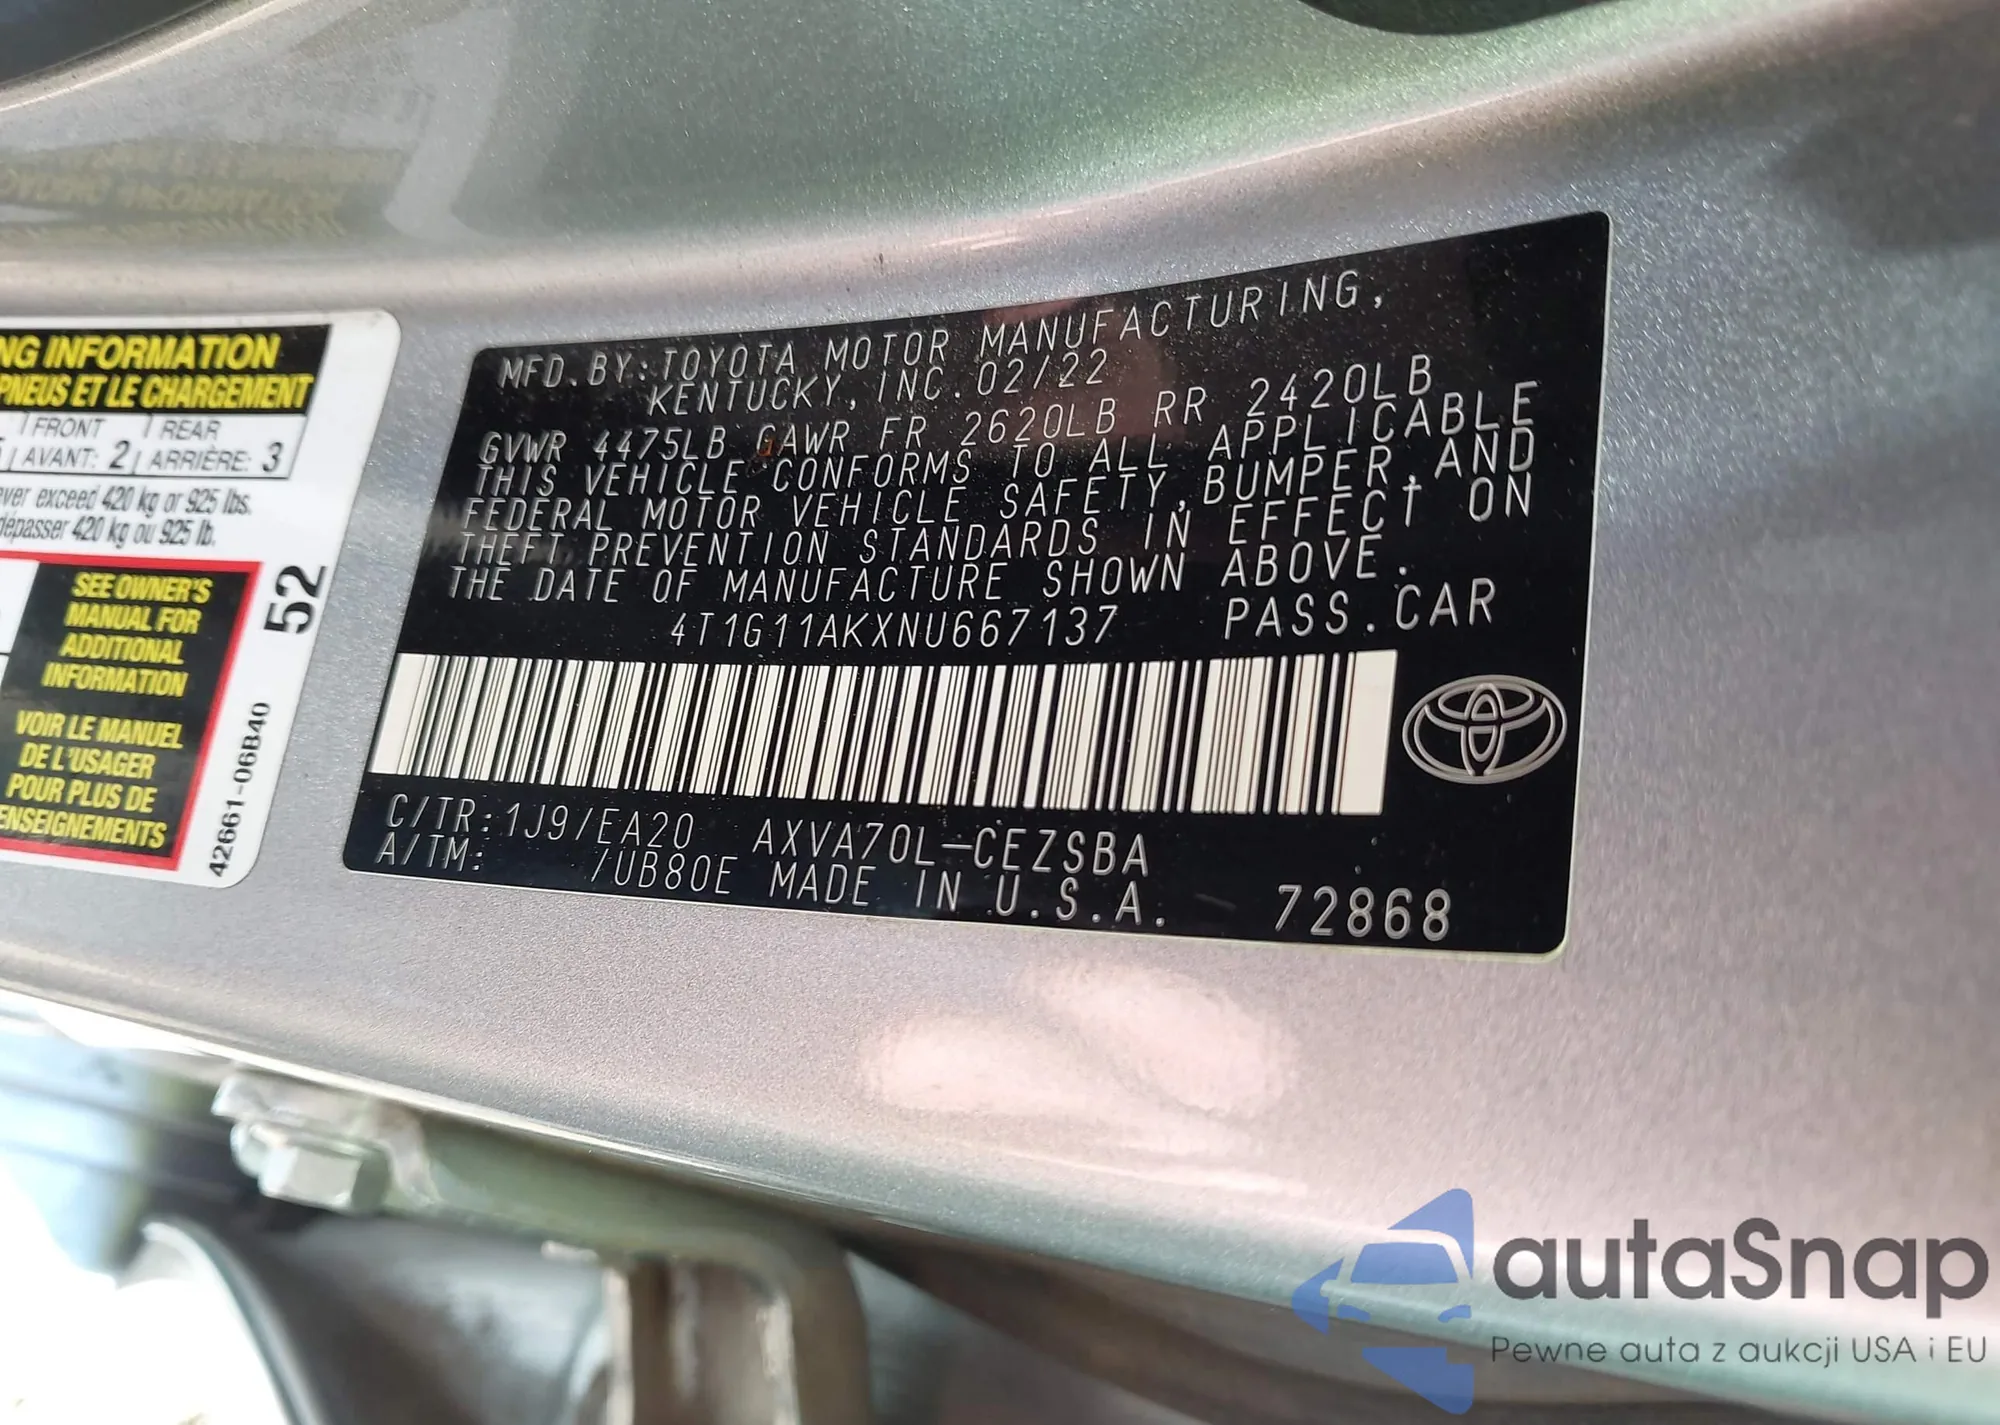 NG INFORMATION
PNEUS ET LE CHARGEMENT
FRONT REAR
AVANT: 2 ARRIÈRE: 3
ever exceed 420 kg or 925 lbs.
dépasser 420 kg ou 925 lb.
SEE OWNER'S
MANUAL FOR
ADDITIONAL
INFORMATION
VOIR LE MANUEL
DE L'USAGER
POUR PLUS DE
ENSEIGNEMENTS
52
42661-06B40
MFD. BY: TOYOTA MOTOR MANUFACTURING,
KENTUCKY, INC. 02/22
GVWR 4475LB GAWR FR 2620LB RR 2420LB
THIS VEHICLE CONFORMS TO ALL APPLICABLE
FEDERAL MOTOR VEHICLE SAFETY, BUMPER, AND
THEFT PREVENTION STANDARDS IN EFFECT ON
THE DATE OF MANUFACTURE SHOWN ABOVE.
4T1G11AKXNU667137 PASS. CAR
C/TR: 1J9/EA20 AXVA70L-CEZSBA
A/TM: /UB80E MADE IN U.S.A. 72868
autaSnap
Pewne auta z aukcji USA i EU